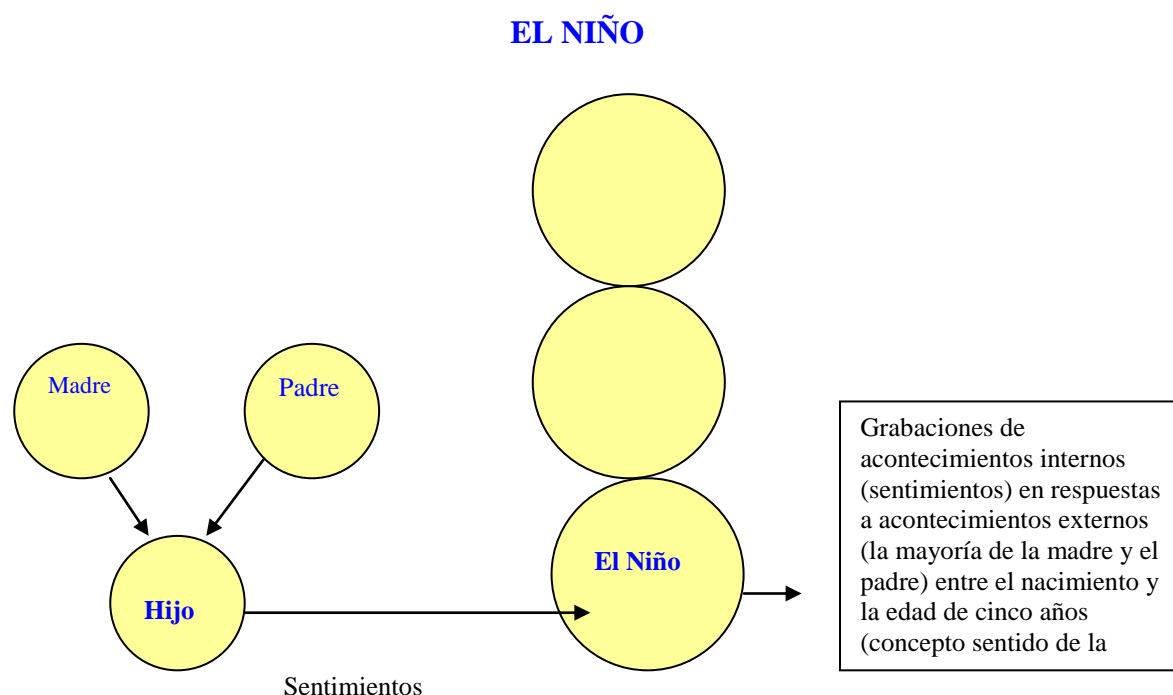 EL NIÑO
Madre
Padre
Hijo
Sentimientos
El Niño
Grabaciones de
acontecimientos internos
(sentimientos) en respuestas
a acontecimientos externos
(la mayoría de la madre y el
padre) entre el nacimiento y
la edad de cinco años
(concepto sentido de la